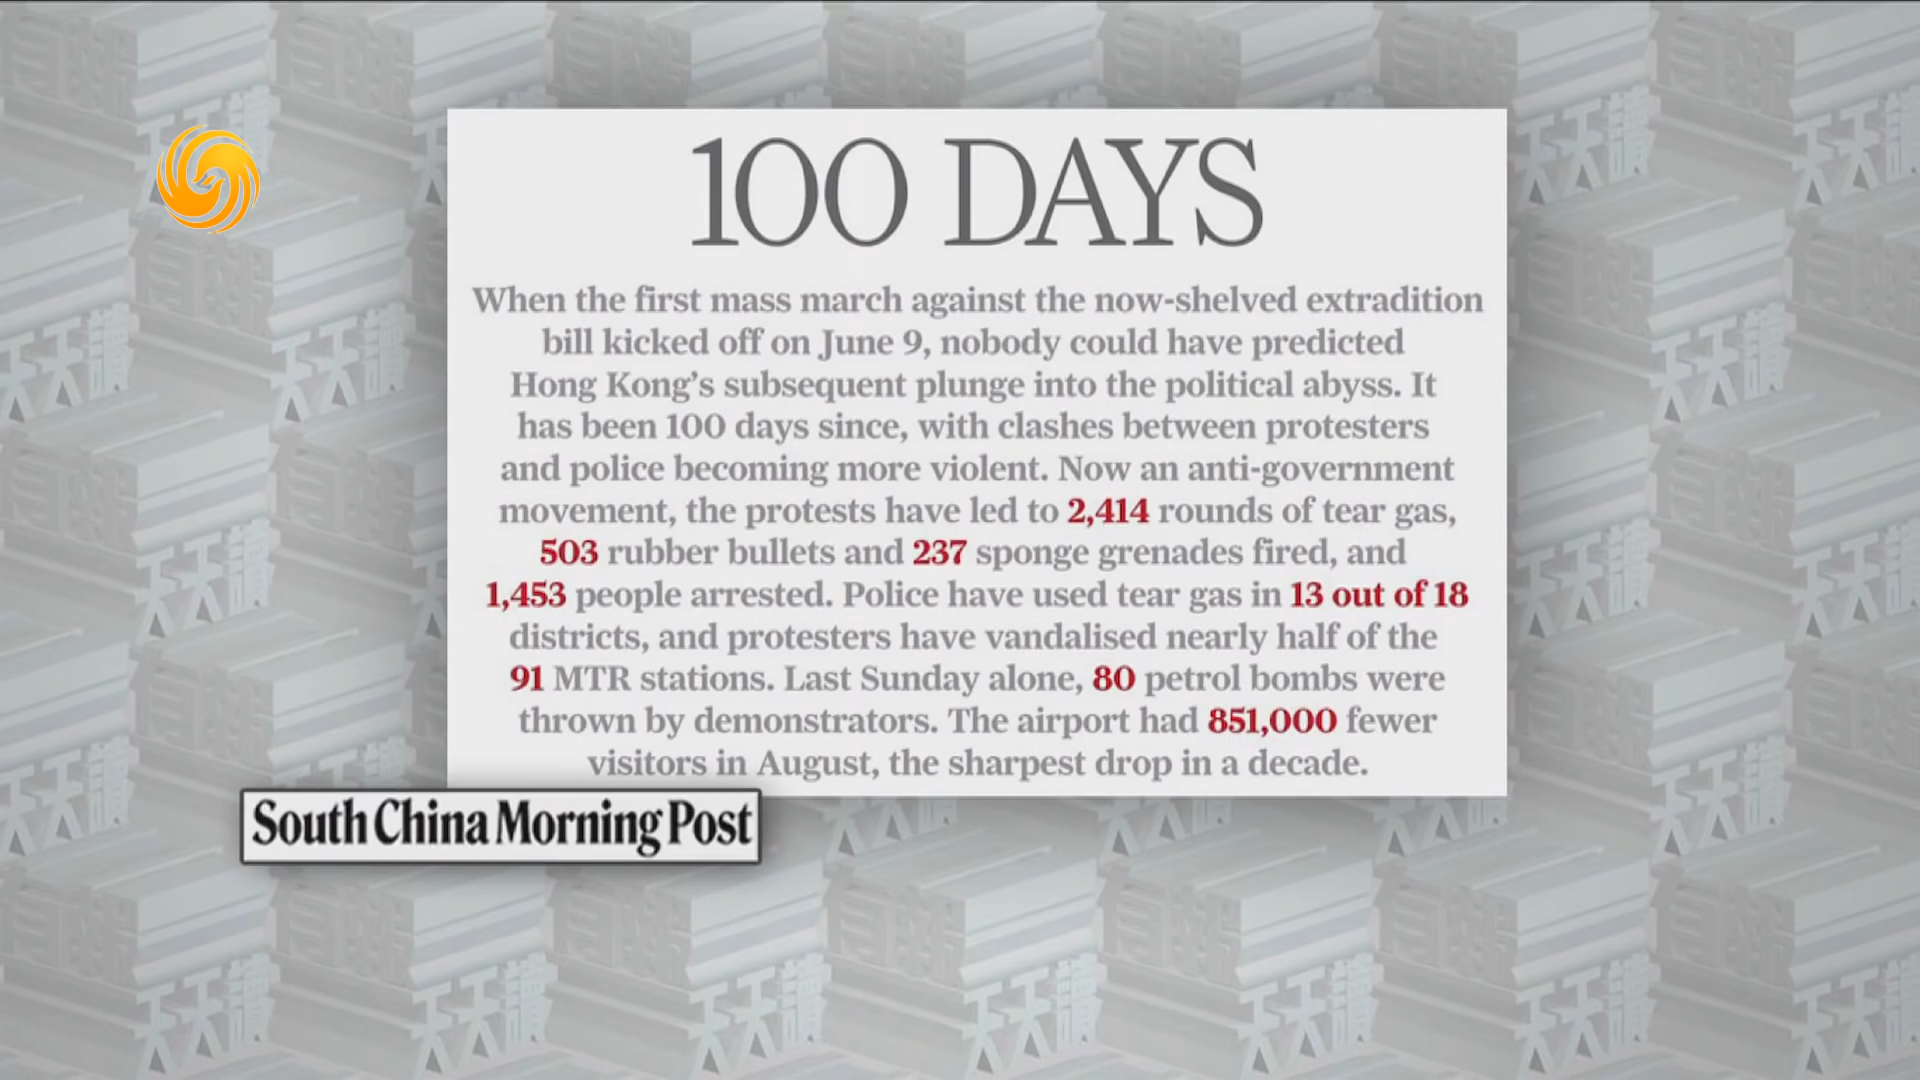 100 DAYS
When the first mass march against the now-shelved extradition
bill kicked off on June 9, nobody could have predicted
Hong Kong’s subsequent plunge into the political abyss. It
has been 100 days since, with clashes between protesters
and police becoming more violent. Now an anti-government
movement, the protests have led to 2,414 rounds of tear gas,
503 rubber bullets and 237 sponge grenades fired, and
1,453 people arrested. Police have used tear gas in 13 out of 18
districts, and protesters have vandalised nearly half of the
91 MTR stations. Last Sunday alone, 80 petrol bombs were
thrown by demonstrators. The airport had 851,000 fewer
visitors in August, the sharpest drop in a decade.
South China Morning Post
天天讀